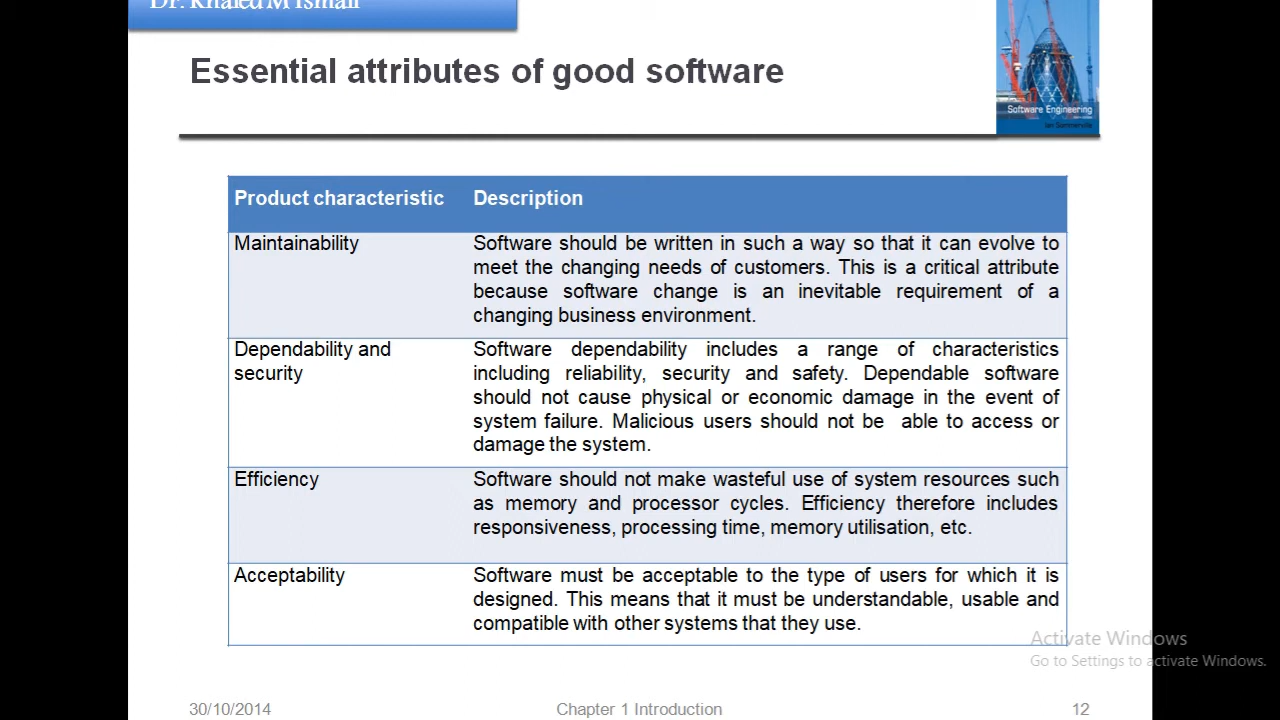 Dr. Khaled M Ismail
Essential attributes of good software
Software Engineering
Ian Sommerville
Product characteristic Description
Maintainability Software should be written in such a way so that it can evolve to
meet the changing needs of customers. This is a critical attribute
because software change is an inevitable requirement of a
changing business environment.
Dependability and Software dependability includes a range of characteristics
security including reliability, security and safety. Dependable software
should not cause physical or economic damage in the event of
system failure. Malicious users should not be able to access or
damage the system.
Efficiency Software should not make wasteful use of system resources such
as memory and processor cycles. Efficiency therefore includes
responsiveness, processing time, memory utilisation, etc.
Acceptability Software must be acceptable to the type of users for which it is
designed. This means that it must be understandable, usable and
compatible with other systems that they use.
Activate Windows
Go to Settings to activate Windows.
30/10/2014 Chapter 1 Introduction 12